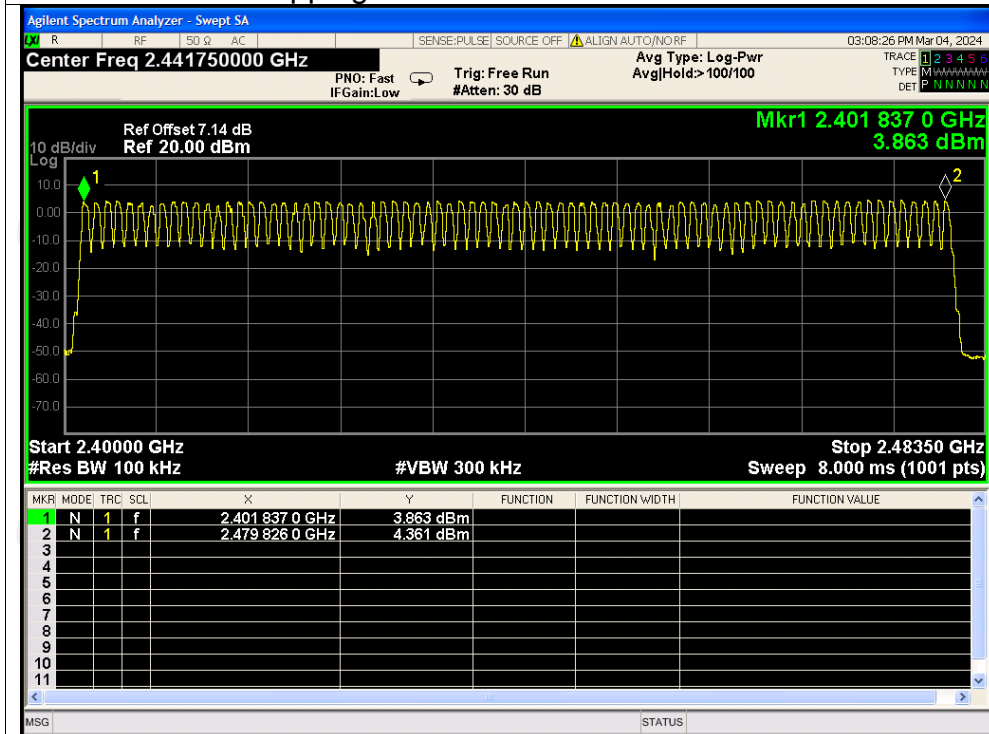 Agilent Spectrum Analyzer - Swept SA
LXI R RF 50 Ω AC SENSE:PULSE SOURCE OFF ALIGN AUTO/NO RF 03:08:26 PM Mar 04, 2024
Center Freq 2.441750000 GHz
PNO: Fast
IFGain:Low
Trig: Free Run
#Atten: 30 dB
Avg Type: Log-Pwr
Avg|Hold:>100/100
TRACE 1 2 3 4 5 6
TYPE M
DET P N N N N N
Mkr1 2.401 837 0 GHz
3.863 dBm
Ref Offset 7.14 dB
10 dB/div Ref 20.00 dBm
Log
1
2
10.0
0.00
-10.0
-20.0
-30.0
-40.0
-50.0
-60.0
-70.0
Start 2.40000 GHz Stop 2.48350 GHz
#Res BW 100 kHz #VBW 300 kHz Sweep 8.000 ms (1001 pts)
MKR MODE TRC SCL X Y FUNCTION FUNCTION WIDTH FUNCTION VALUE
1 N 1 f 2.401 837 0 GHz 3.863 dBm
2 N 1 f 2.479 826 0 GHz 4.361 dBm
3
4
5
6
7
8
9
10
11
MSG STATUS